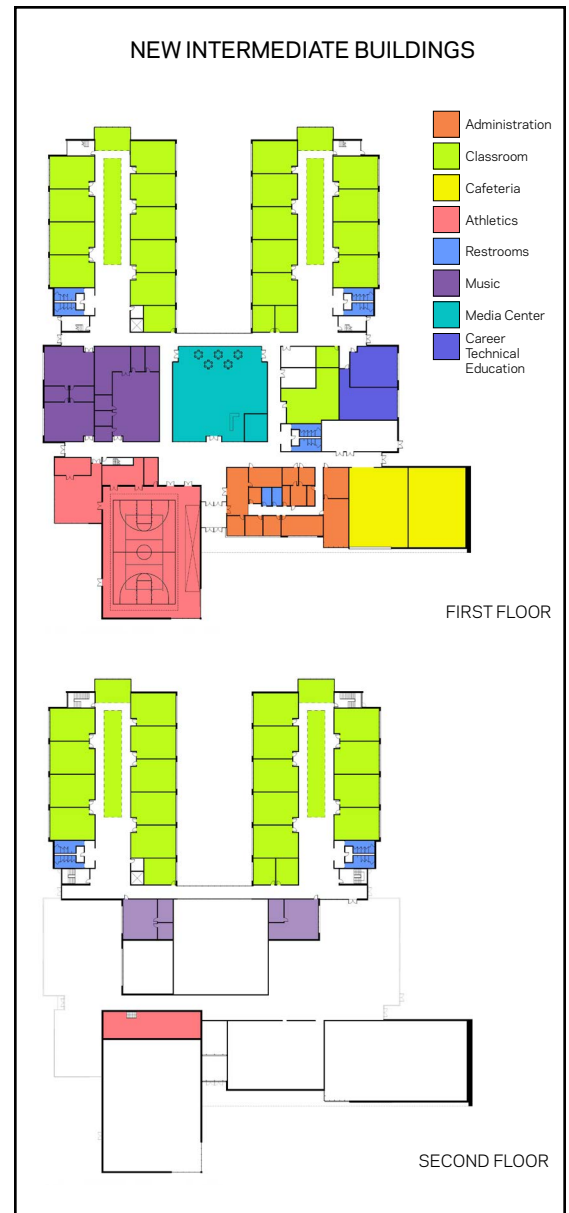 NEW INTERMEDIATE BUILDINGS
Administration
Classroom
Cafeteria
Athletics
Restrooms
Music
Media Center
Career
Technical
Education
FIRST FLOOR
SECOND FLOOR